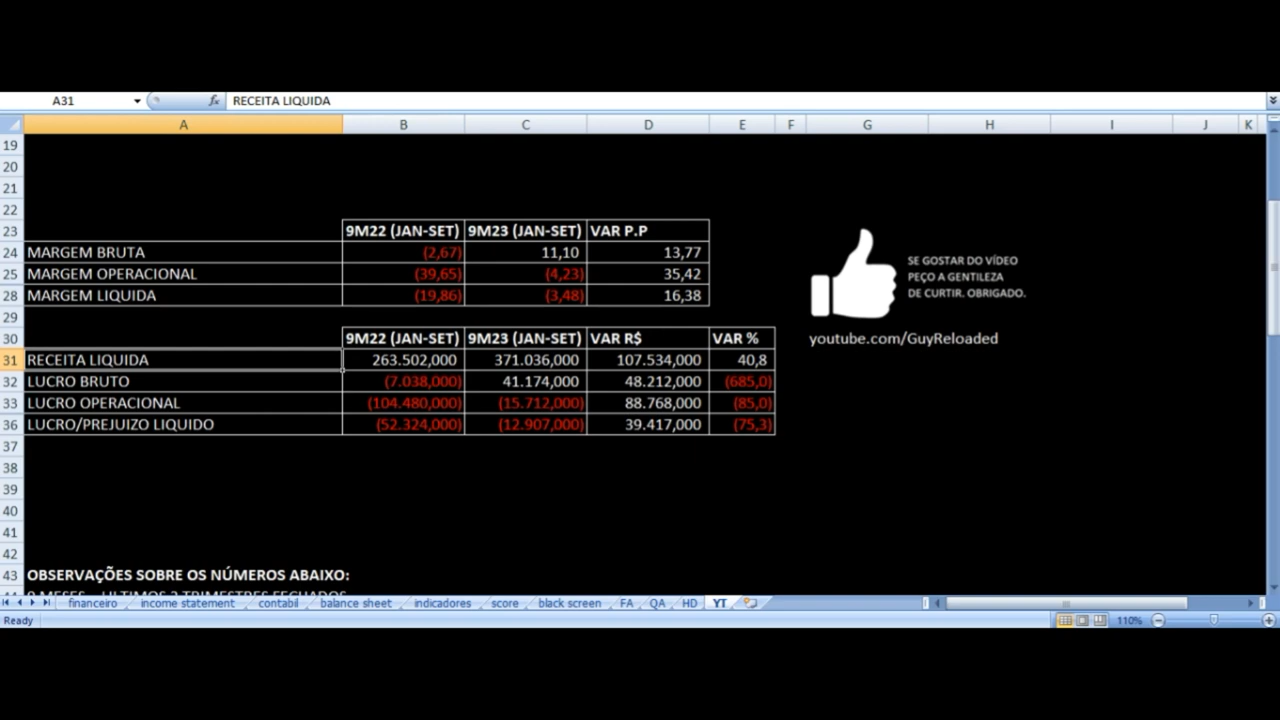 A31 fx RECEITA LIQUIDA
A B C D E F G H I J K
19
20
21
22
23 9M22 (JAN-SET) 9M23 (JAN-SET) VAR P.P
24 MARGEM BRUTA (2,67) 11,10 13,77
25 MARGEM OPERACIONAL (39,65) (4,23) 35,42
28 MARGEM LIQUIDA (19,86) (3,48) 16,38
SE GOSTAR DO VÍDEO
PEÇO A GENTILEZA
DE CURTIR. OBRIGADO.
29
30 9M22 (JAN-SET) 9M23 (JAN-SET) VAR R$ VAR %
youtube.com/GuyReloaded
31 RECEITA LIQUIDA 263.502,000 371.036,000 107.534,000 40,8
32 LUCRO BRUTO (7.038,000) 41.174,000 48.212,000 (685,0)
33 LUCRO OPERACIONAL (104.480,000) (15.712,000) 88.768,000 (85,0)
36 LUCRO/PREJUIZO LIQUIDO (52.324,000) (12.907,000) 39.417,000 (75,3)
37
38
39
40
41
42
43 OBSERVAÇÕES SOBRE OS NÚMEROS ABAIXO:
financeiro income statement contabil balance sheet indicadores score black screen FA QA HD YT
Ready 110%